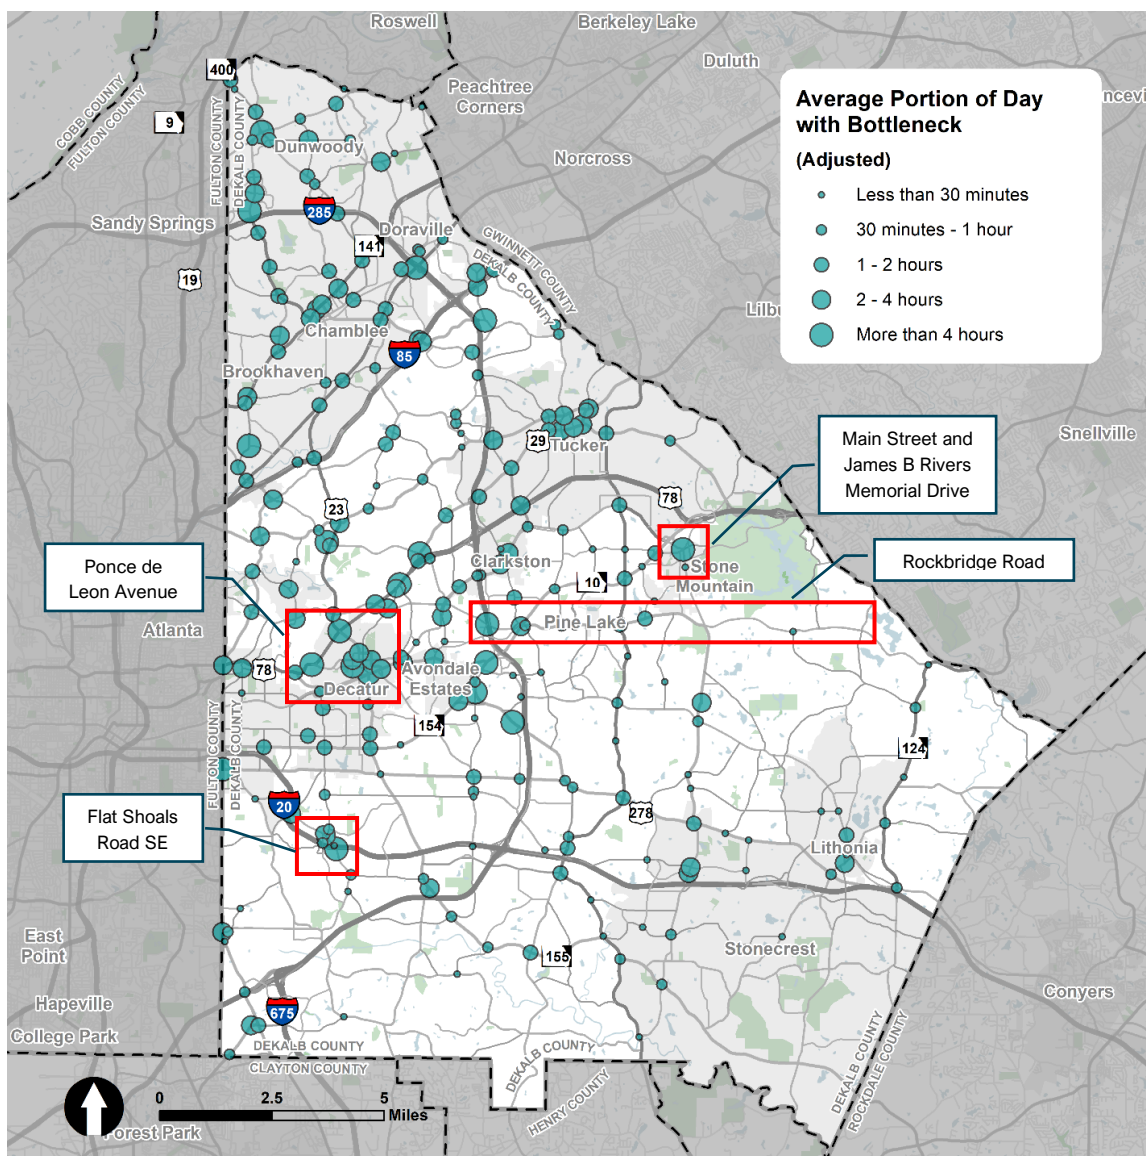 Roswell
Berkeley Lake
Duluth
400
COBB COUNTY
FULTON COUNTY
9
Peachtree
Corners
Average Portion of Day
with Bottleneck
(Adjusted)
Less than 30 minutes
30 minutes - 1 hour
1 - 2 hours
2 - 4 hours
More than 4 hours
FULTON COUNTY
DEKALB COUNTY
Dunwoody
Norcross
Sandy Springs
285
Doraville
141
GWINNETT COUNTY
DEKALB COUNTY
19
Chamblee
85
Brookhaven
Snellville
29
Tucker
Main Street and
James B Rivers
Memorial Drive
78
23
Ponce de
Leon Avenue
Clarkston
10
Stone
Mountain
Rockbridge Road
Atlanta
Pine Lake
78
Decatur
Avondale
Estates
154
FULTON COUNTY
DEKALB COUNTY
124
20
278
Flat Shoals
Road SE
Lithonia
East
Point
155
Stonecrest
Hapeville
675
Conyers
College Park
DEKALB COUNTY
CLAYTON COUNTY
DEKALB COUNTY
HENRY COUNTY
DEKALB COUNTY
ROCKDALE COUNTY
0
2.5
5
Miles
Forest Park